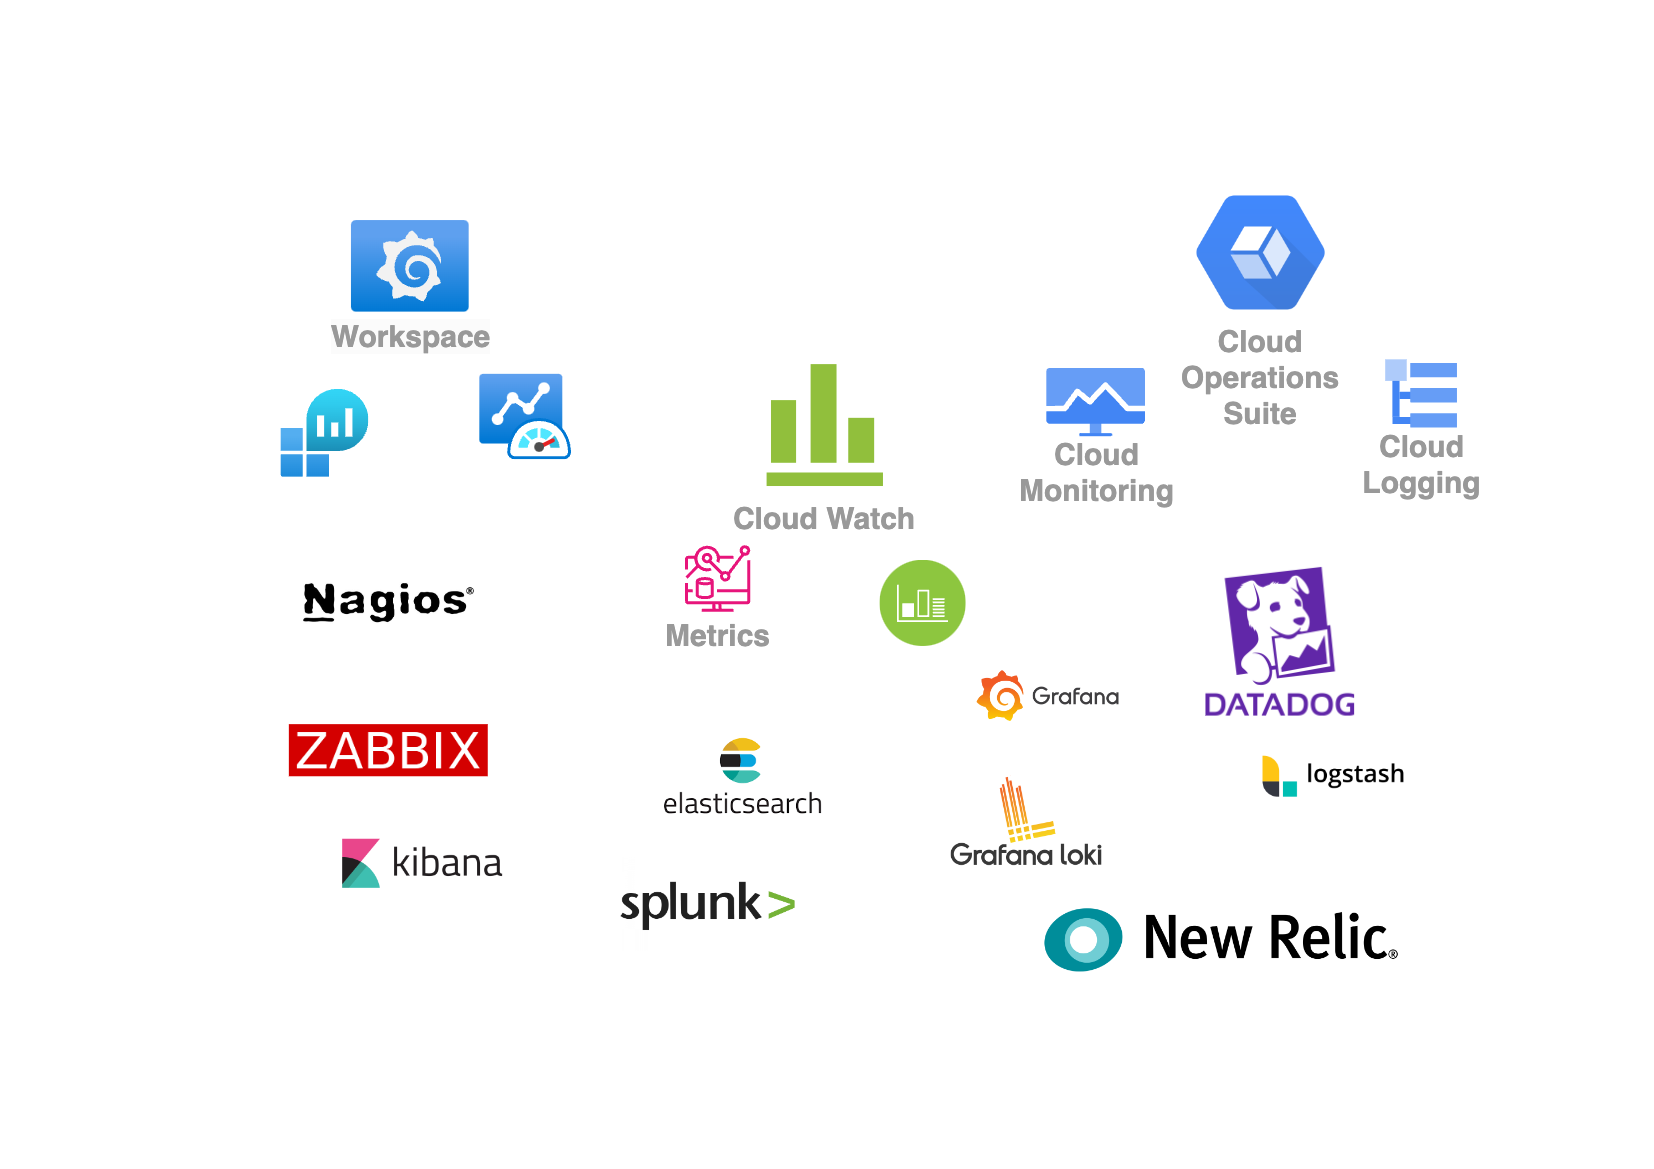 Workspace
Cloud
Operations
Suite
Cloud
Monitoring
Cloud
Logging
Cloud Watch
Metrics
Nagios®
DATADOG
Grafana
ZABBIX
logstash
elasticsearch
Grafana loki
kibana
splunk>
New Relic®